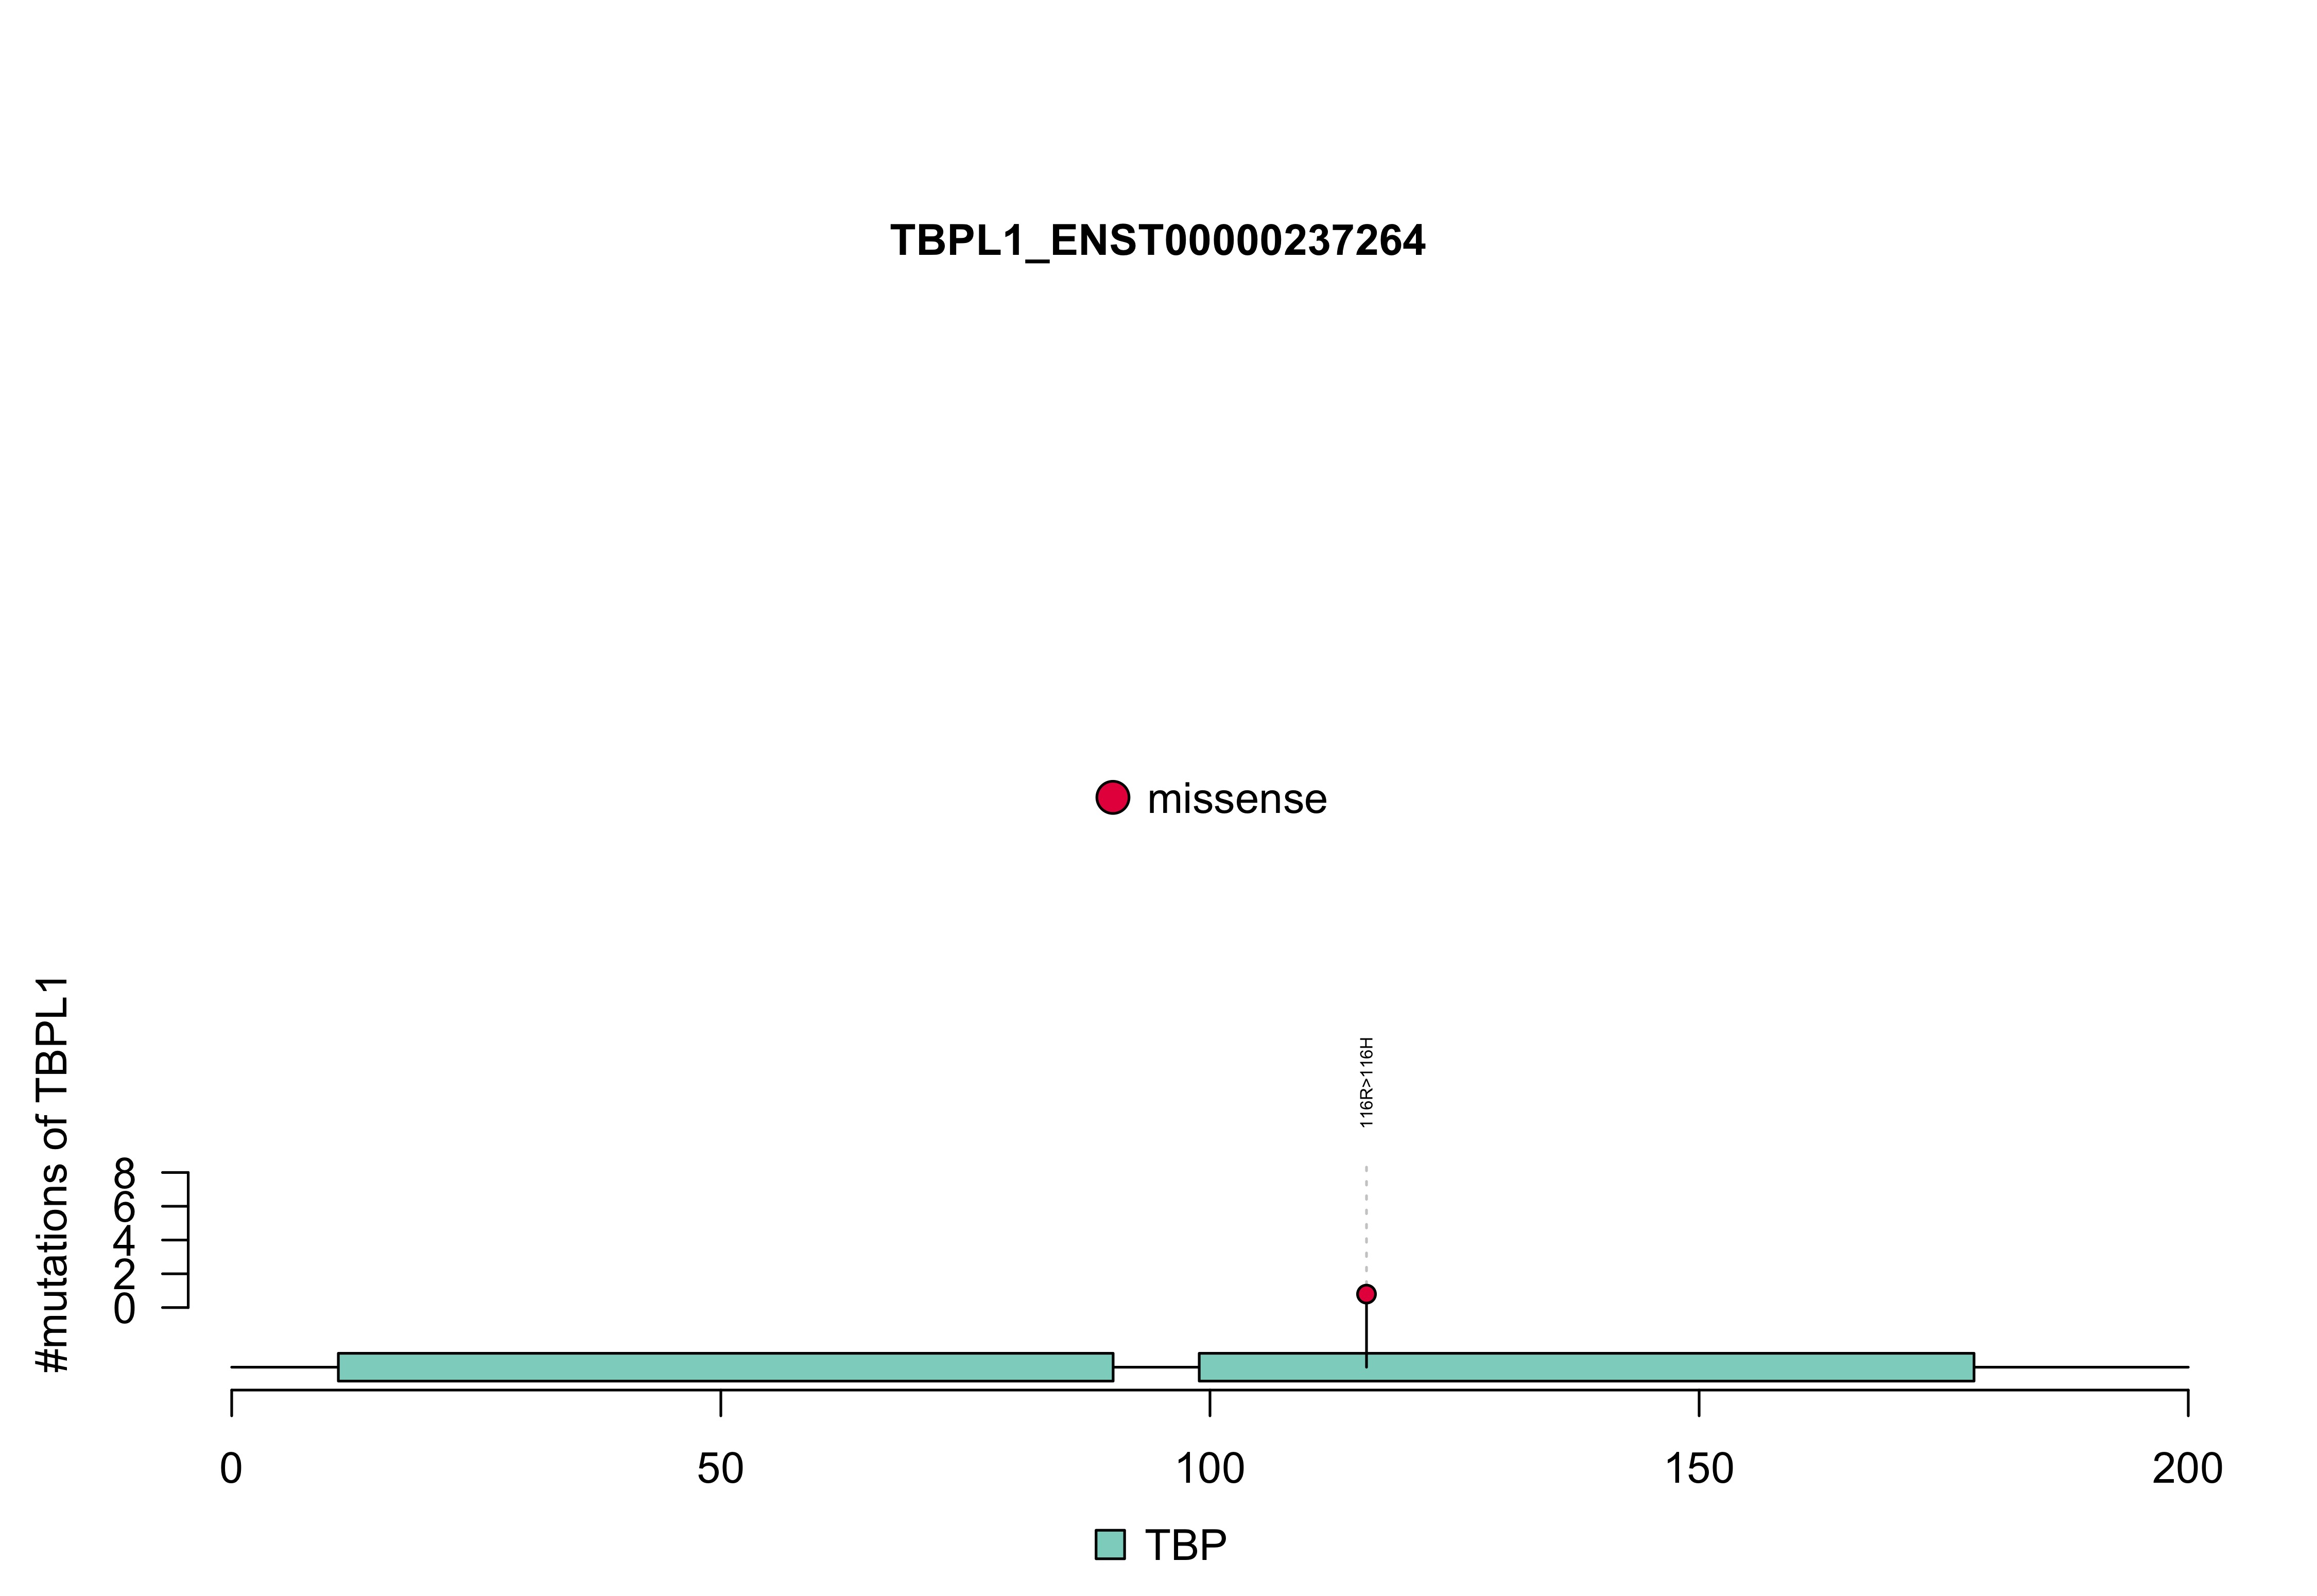 TBPL1_ENST00000237264
missense
#mutations of TBPL1
116R>116H
8
6
4
2
0
0 50 100 150 200
TBP